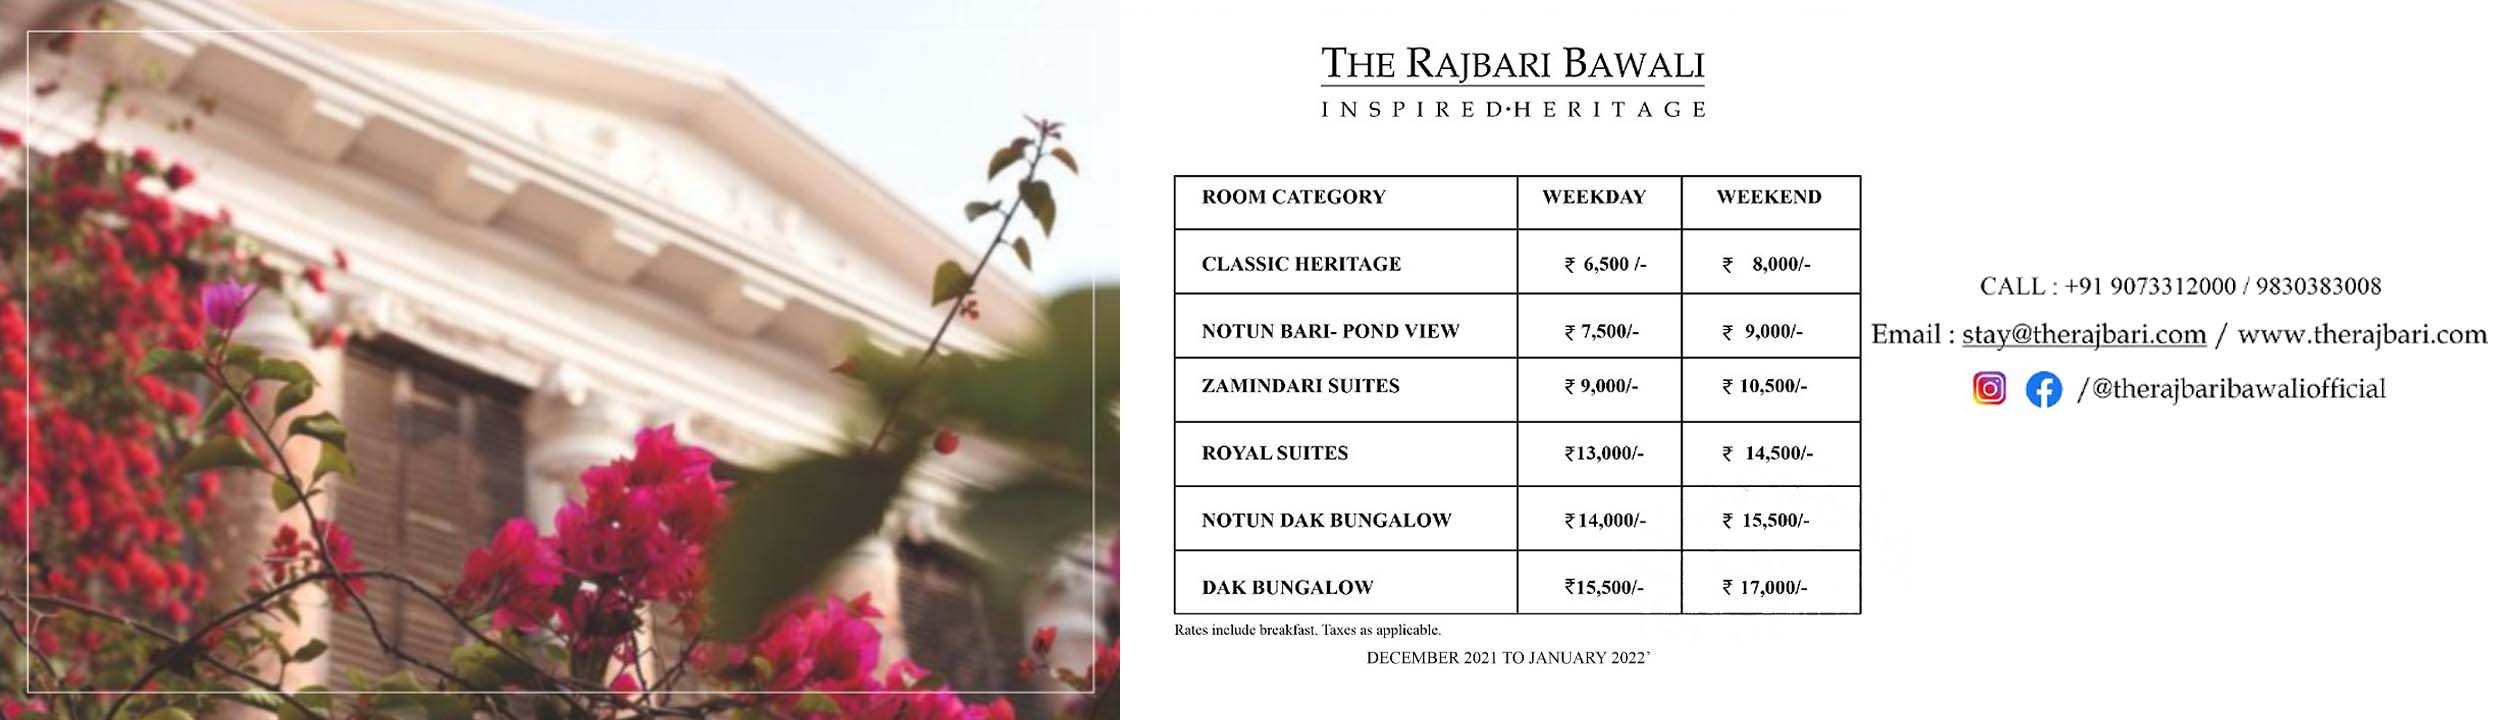 THE RAJBARI BAWALI
INSPIRED·HERITAGE
ROOM CATEGORY WEEKDAY WEEKEND
CLASSIC HERITAGE ₹ 6,500 /- ₹ 8,000/-
NOTUN BARI- POND VIEW ₹ 7,500/- ₹ 9,000/-
ZAMINDARI SUITES ₹ 9,000/- ₹ 10,500/-
ROYAL SUITES ₹13,000/- ₹ 14,500/-
NOTUN DAK BUNGALOW ₹14,000/- ₹ 15,500/-
DAK BUNGALOW ₹15,500/- ₹ 17,000/-
Rates include breakfast. Taxes as applicable.
DECEMBER 2021 TO JANUARY 2022’
CALL : +91 9073312000 / 9830383008
Email : stay@therajbari.com / www.therajbari.com
/@therajbaribawaliofficial